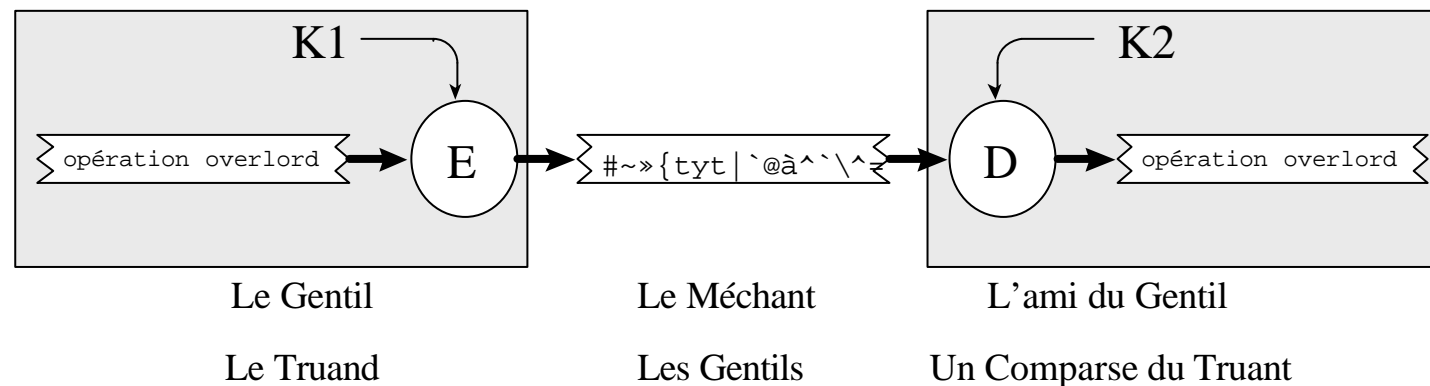 K1 K2
opération overlord E #~»{tyt|`@à^`\^= D opération overlord
Le Gentil Le Méchant L'ami du Gentil
Le Truand Les Gentils Un Comparse du Truant